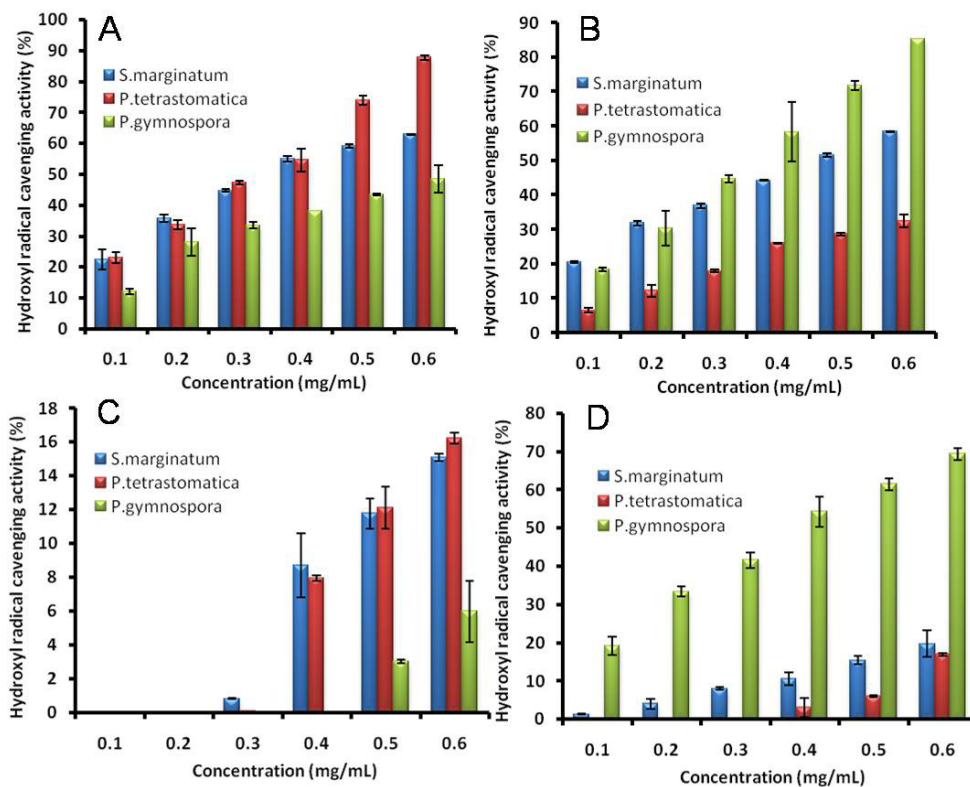 A
Hydroxyl radical cavenging activity (%)
100
90
80
70
60
50
40
30
20
10
0
S.marginatum
P.tetrastomatica
P.gymnospora
0.1 0.2 0.3 0.4 0.5 0.6
Concentration (mg/mL)
B
Hydroxyl radical cavenging activity (%)
90
80
70
60
50
40
30
20
10
0
S.marginatum
P.tetrastomatica
P.gymnospora
0.1 0.2 0.3 0.4 0.5 0.6
Concentration (mg/mL)
C
Hydroxyl radical cavenging activity (%)
18
16
14
12
10
8
6
4
2
0
S.marginatum
P.tetrastomatica
P.gymnospora
0.1 0.2 0.3 0.4 0.5 0.6
Concentration (mg/mL)
D
Hydroxyl radical cavenging activity (%)
80
70
60
50
40
30
20
10
0
S.marginatum
P.tetrastomatica
P.gymnospora
0.1 0.2 0.3 0.4 0.5 0.6
Concentration (mg/mL)